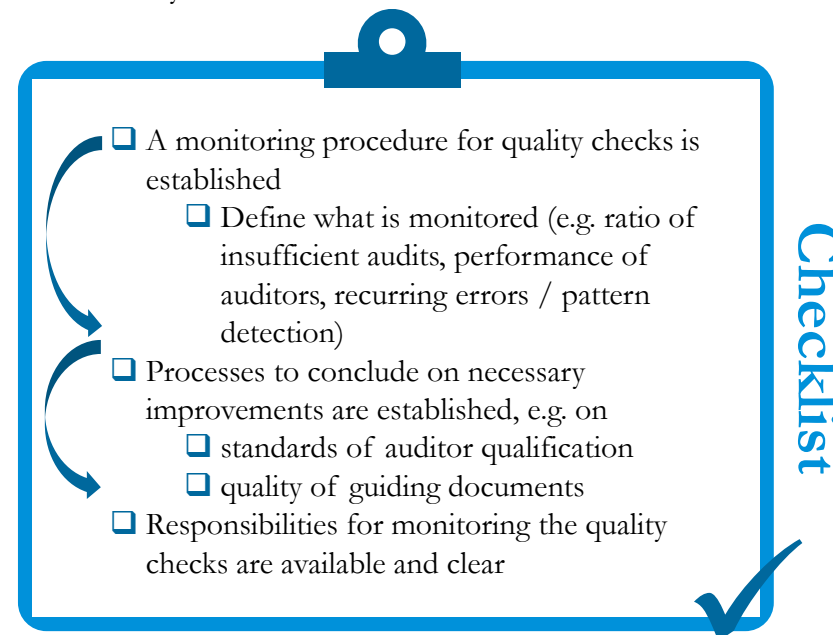 ❑ A monitoring procedure for quality checks is
established
❑ Define what is monitored (e.g. ratio of
insufficient audits, performance of
auditors, recurring errors / pattern
detection)
❑ Processes to conclude on necessary
improvements are established, e.g. on
❑ standards of auditor qualification
❑ quality of guiding documents
❑ Responsibilities for monitoring the quality
checks are available and clear
Checklist